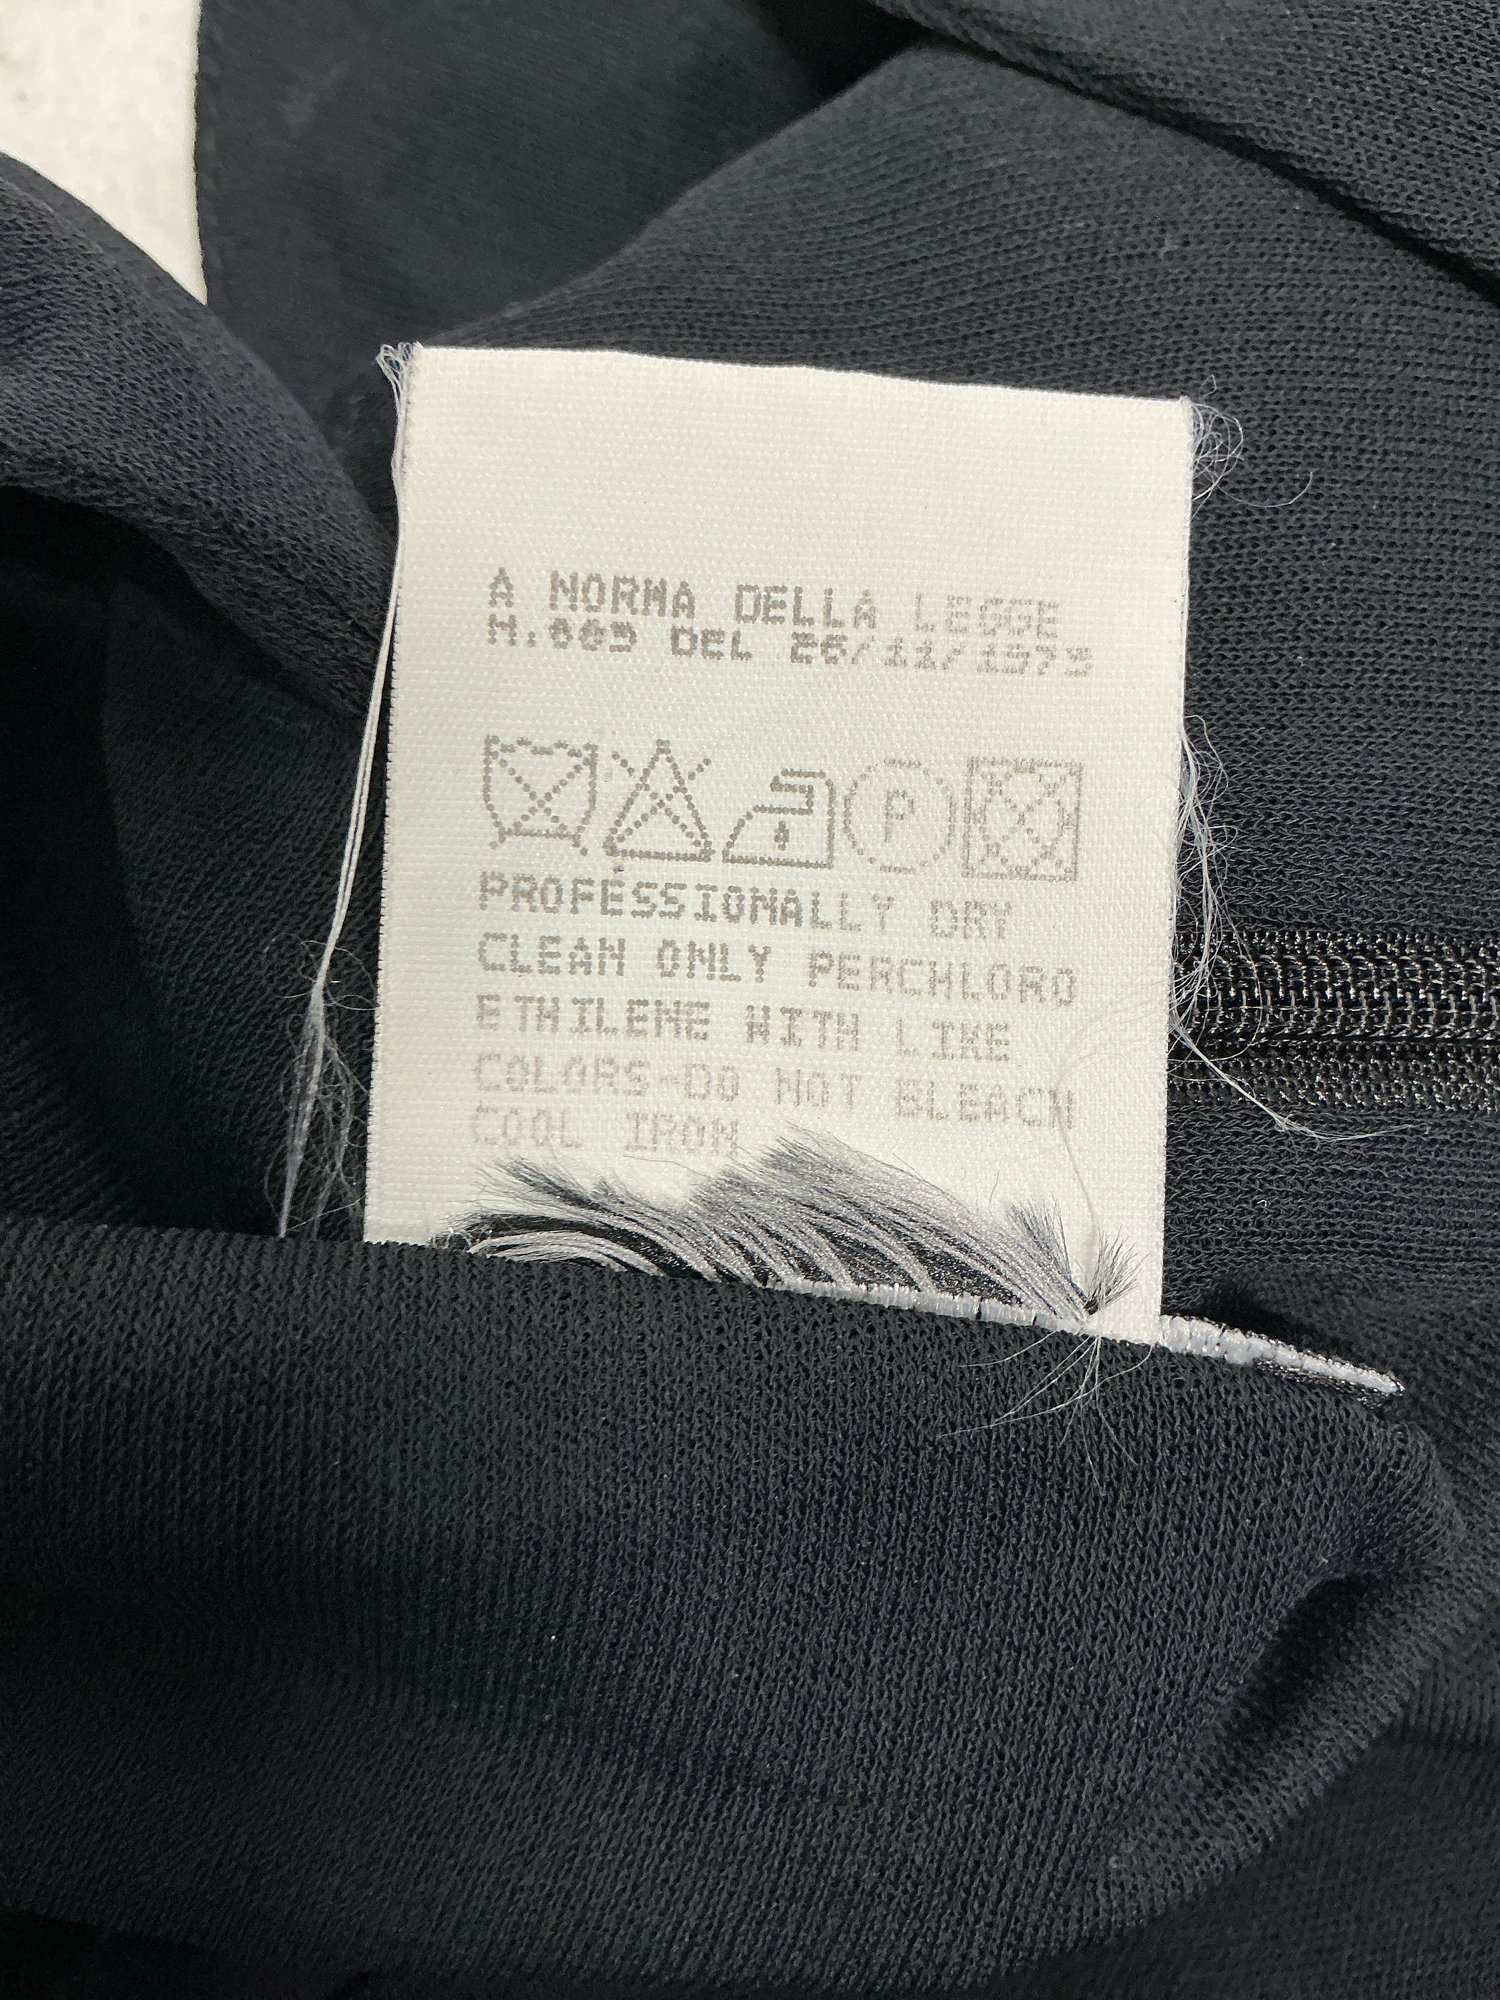 A NORMA DELLA LEGGE
N.883 DEL 26/11/1973
P
PROFESSIONALLY DRY
CLEAN ONLY PERCHLORO
ETHILENE WITH LIKE
COLORS-DO NOT BLEACH
COOL IRON